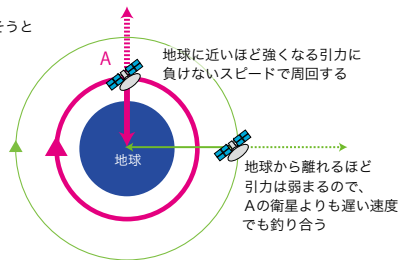 そうと
A
地球に近いほど強くなる引力に
負けないスピードで周回する
地球
地球から離れるほど
引力は弱まるので、
Aの衛星よりも遅い速度
でも釣り合う